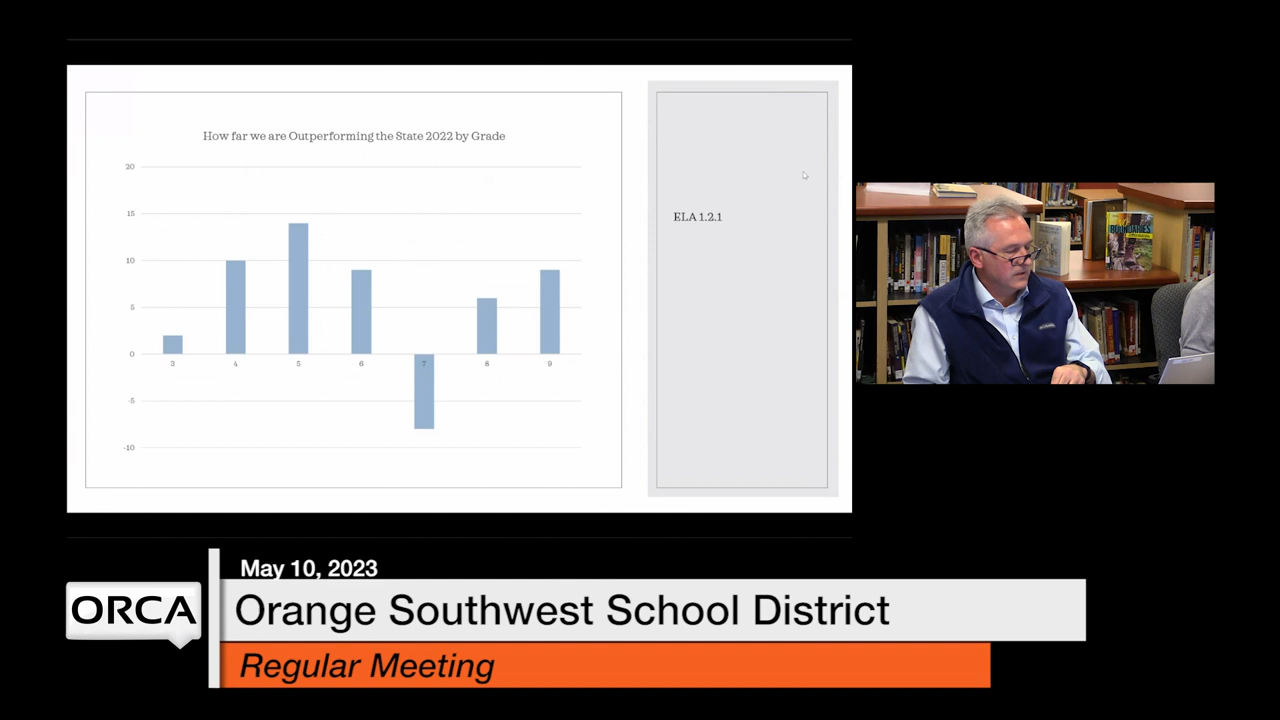 How far we are Outperforming the State 2022 by Grade
20
15
10
5
0
-5
-10
3
4
5
6
7
8
9
ELA 1.2.1
BOUNDARIES
May 10, 2023
ORCA
Orange Southwest School District
Regular Meeting